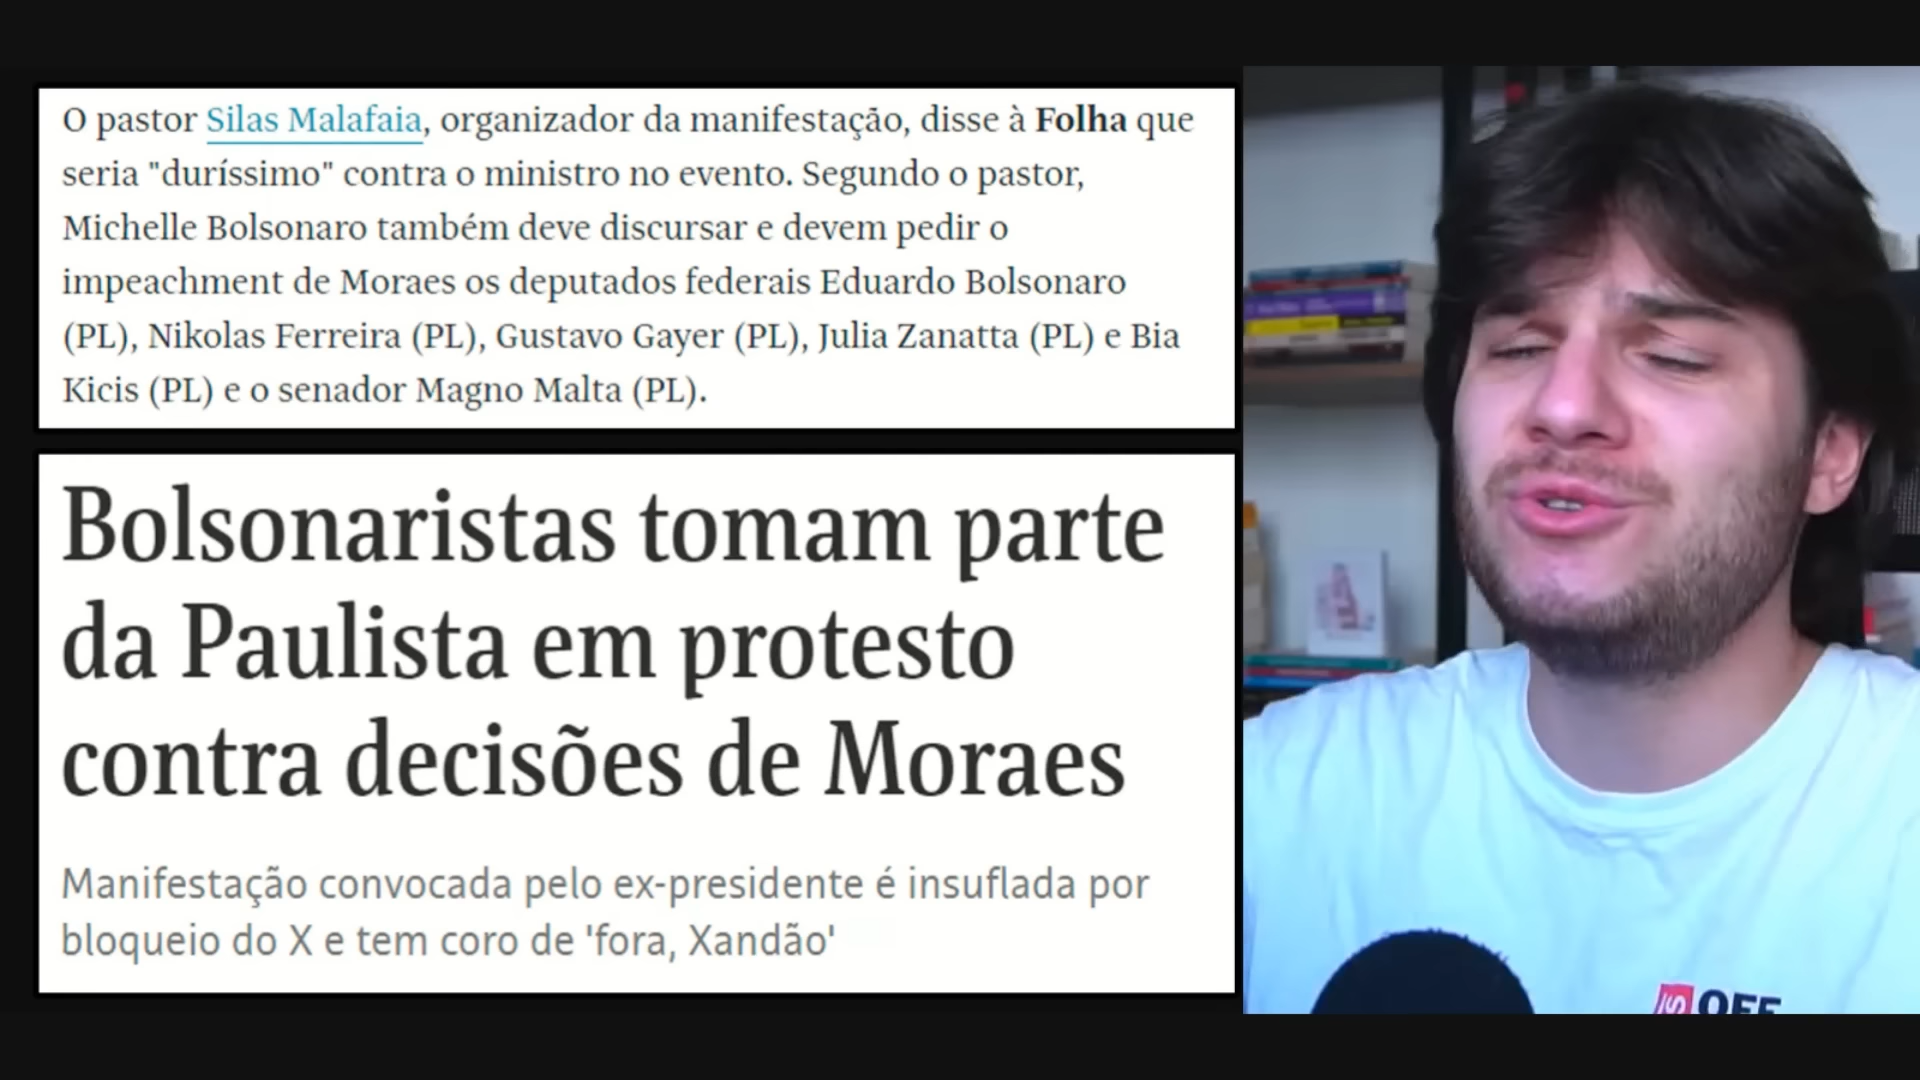 O pastor Silas Malafaia, organizador da manifestação, disse à Folha que
seria "duríssimo" contra o ministro no evento. Segundo o pastor,
Michelle Bolsonaro também deve discursar e devem pedir o
impeachment de Moraes os deputados federais Eduardo Bolsonaro
(PL), Nikolas Ferreira (PL), Gustavo Gayer (PL), Julia Zanatta (PL) e Bia
Kicis (PL) e o senador Magno Malta (PL).
Bolsonaristas tomam parte
da Paulista em protesto
contra decisões de Moraes
Manifestação convocada pelo ex-presidente é insuflada por
bloqueio do X e tem coro de 'fora, Xandão'